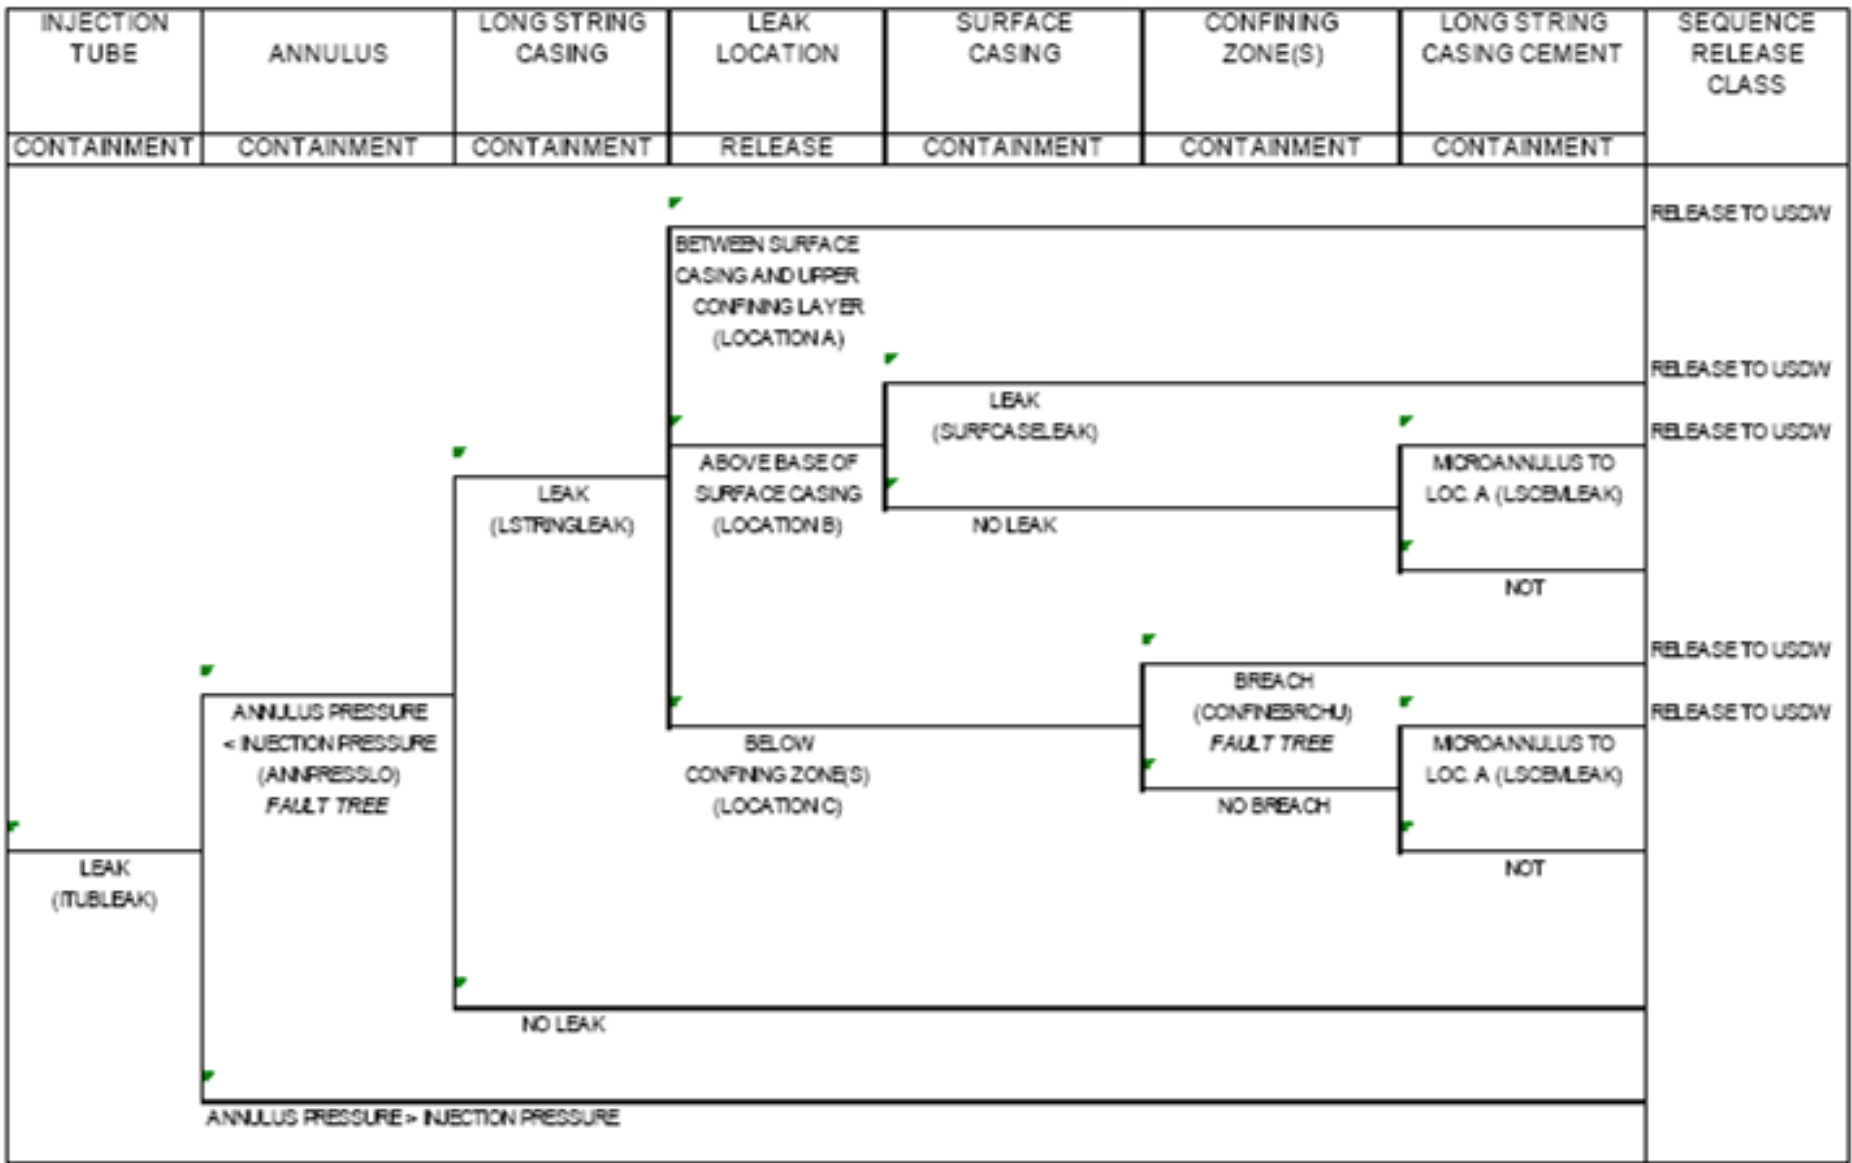 INJECTION
TUBE
ANNULUS
LONG STRING
CASING
LEAK
LOCATION
SURFACE
CASING
CONFINING
ZONE(S)
LONG STRING
CASING CEMENT
SEQUENCE
RELEASE
CLASS
CONTAINMENT
CONTAINMENT
CONTAINMENT
RELEASE
CONTAINMENT
CONTAINMENT
CONTAINMENT
RELEASE TO USDW
BETWEEN SURFACE
CASING AND UPPER
CONFINING LAYER
(LOCATION A)
RELEASE TO USDW
LEAK
(SURFCASELEAK)
RELEASE TO USDW
ABOVE BASE OF
SURFACE CASING
(LOCATION B)
MICROANNULUS TO
LOC. A (LSCEMLEAK)
LEAK
(LSTRINGLEAK)
NO LEAK
NOT
RELEASE TO USDW
BREACH
(CONFINEBRCHU)
FAULT TREE
RELEASE TO USDW
ANNULUS PRESSURE
< INJECTION PRESSURE
(ANNPRESSLO)
FAULT TREE
BELOW
CONFINING ZONE(S)
(LOCATION C)
MICROANNULUS TO
LOC. A (LSCEMLEAK)
NO BREACH
LEAK
(ITUBLEAK)
NOT
NO LEAK
ANNULUS PRESSURE > INJECTION PRESSURE